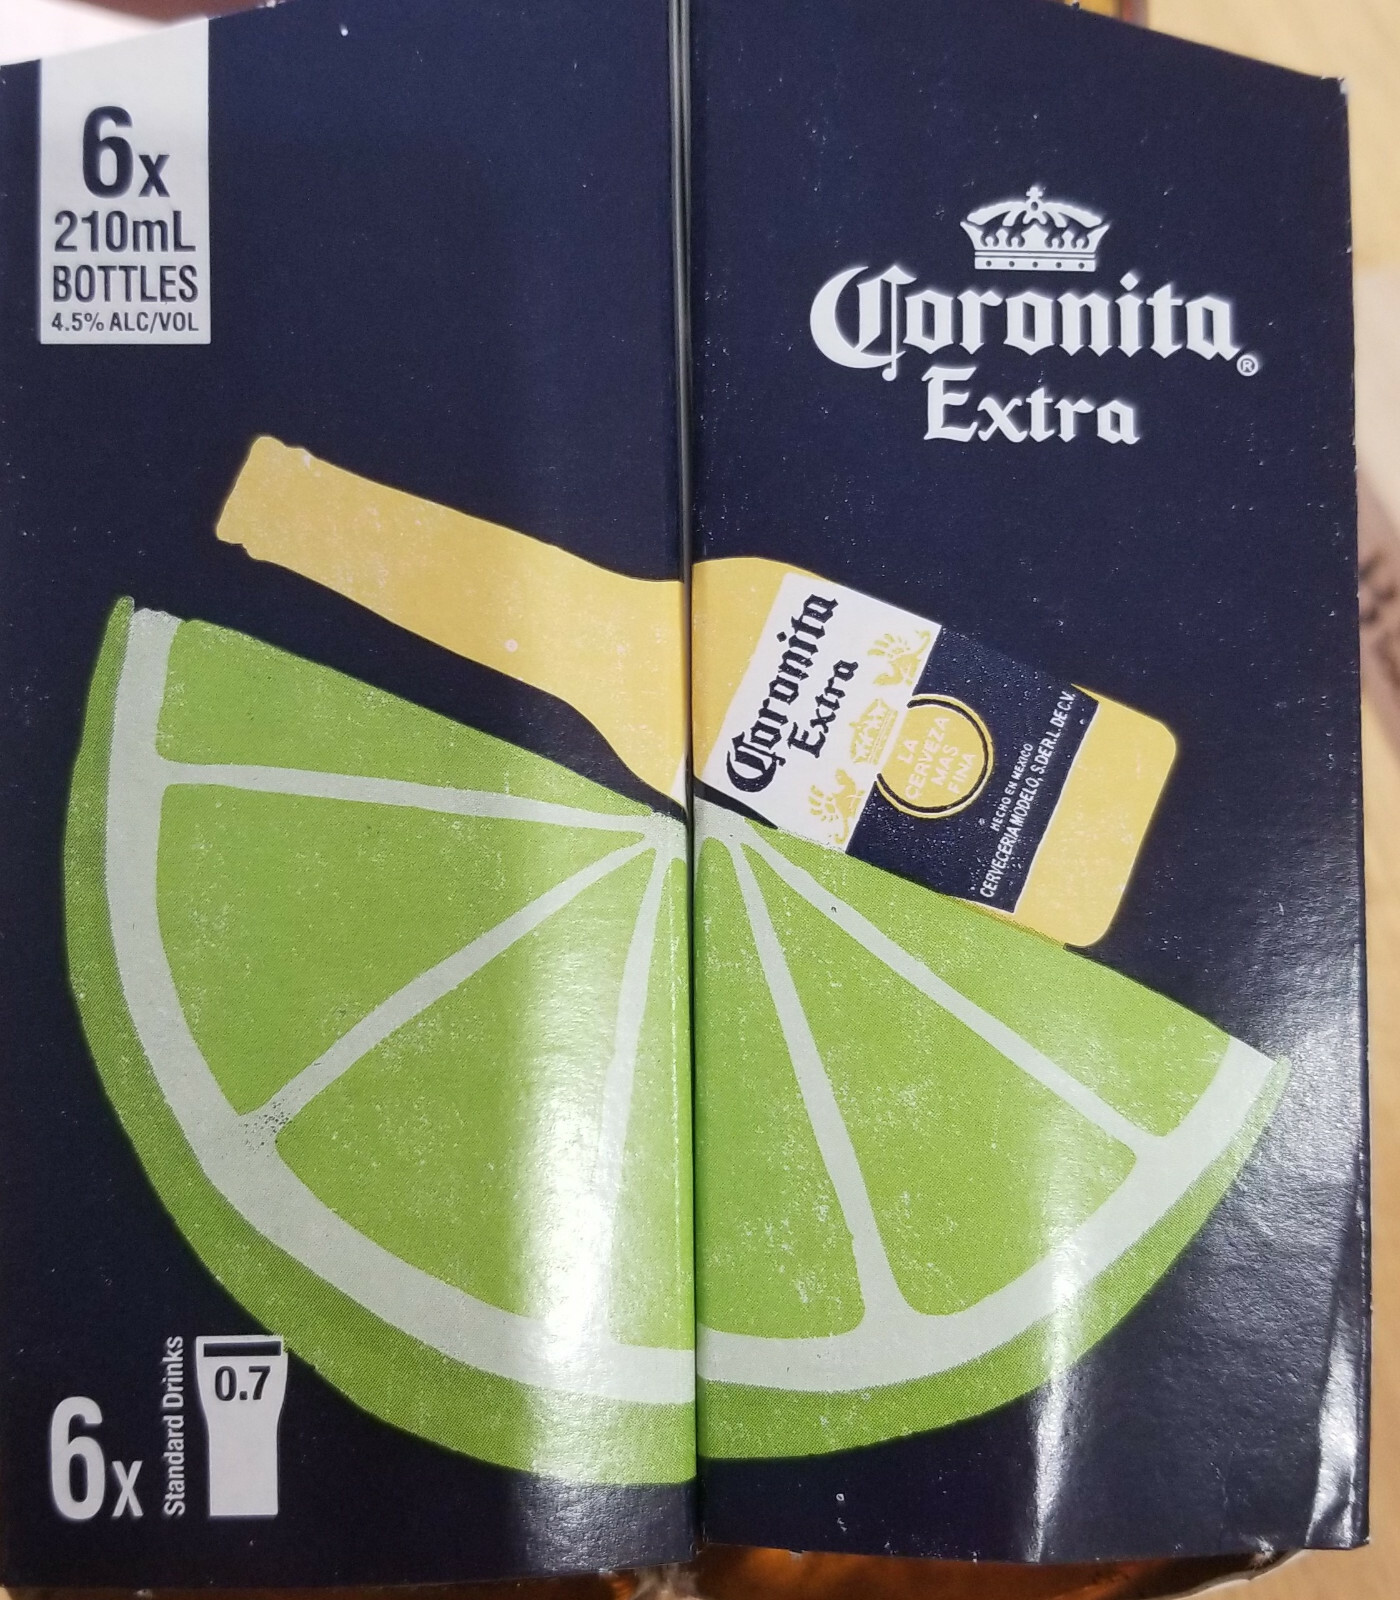 6x
210mL
BOTTLES
4.5% ALC/VOL
Coronita®
Extra
Coronita
Extra
LA
CERVEZA
MAS
FINA
HECHO EN MEXICO
CERVECERIA MODELO, S.DE R.L. DE C.V.
6x
Standard Drinks
0.7